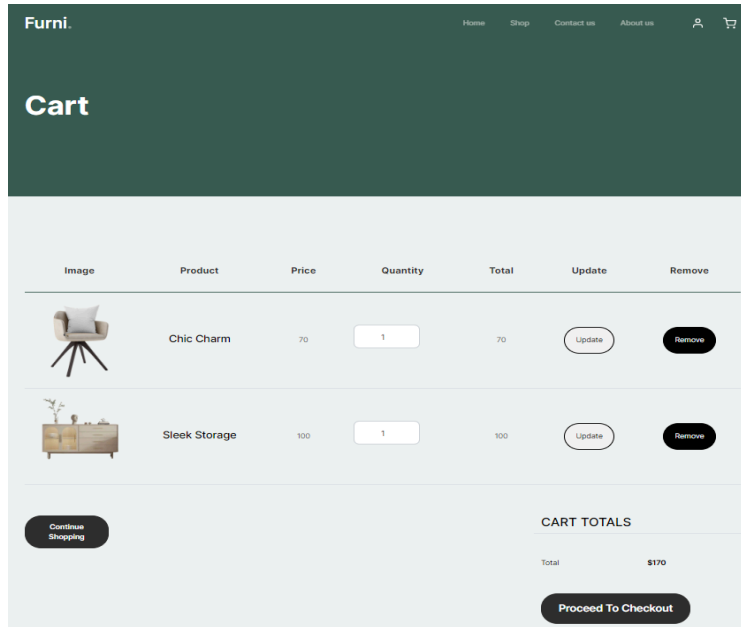 Furni.
Home Shop Contact us About us
Cart
Image Product Price Quantity Total Update Remove
Chic Charm 70 1 70 Update Remove
Sleek Storage 100 1 100 Update Remove
Continue
Shopping
CART TOTALS
Total $170
Proceed To Checkout